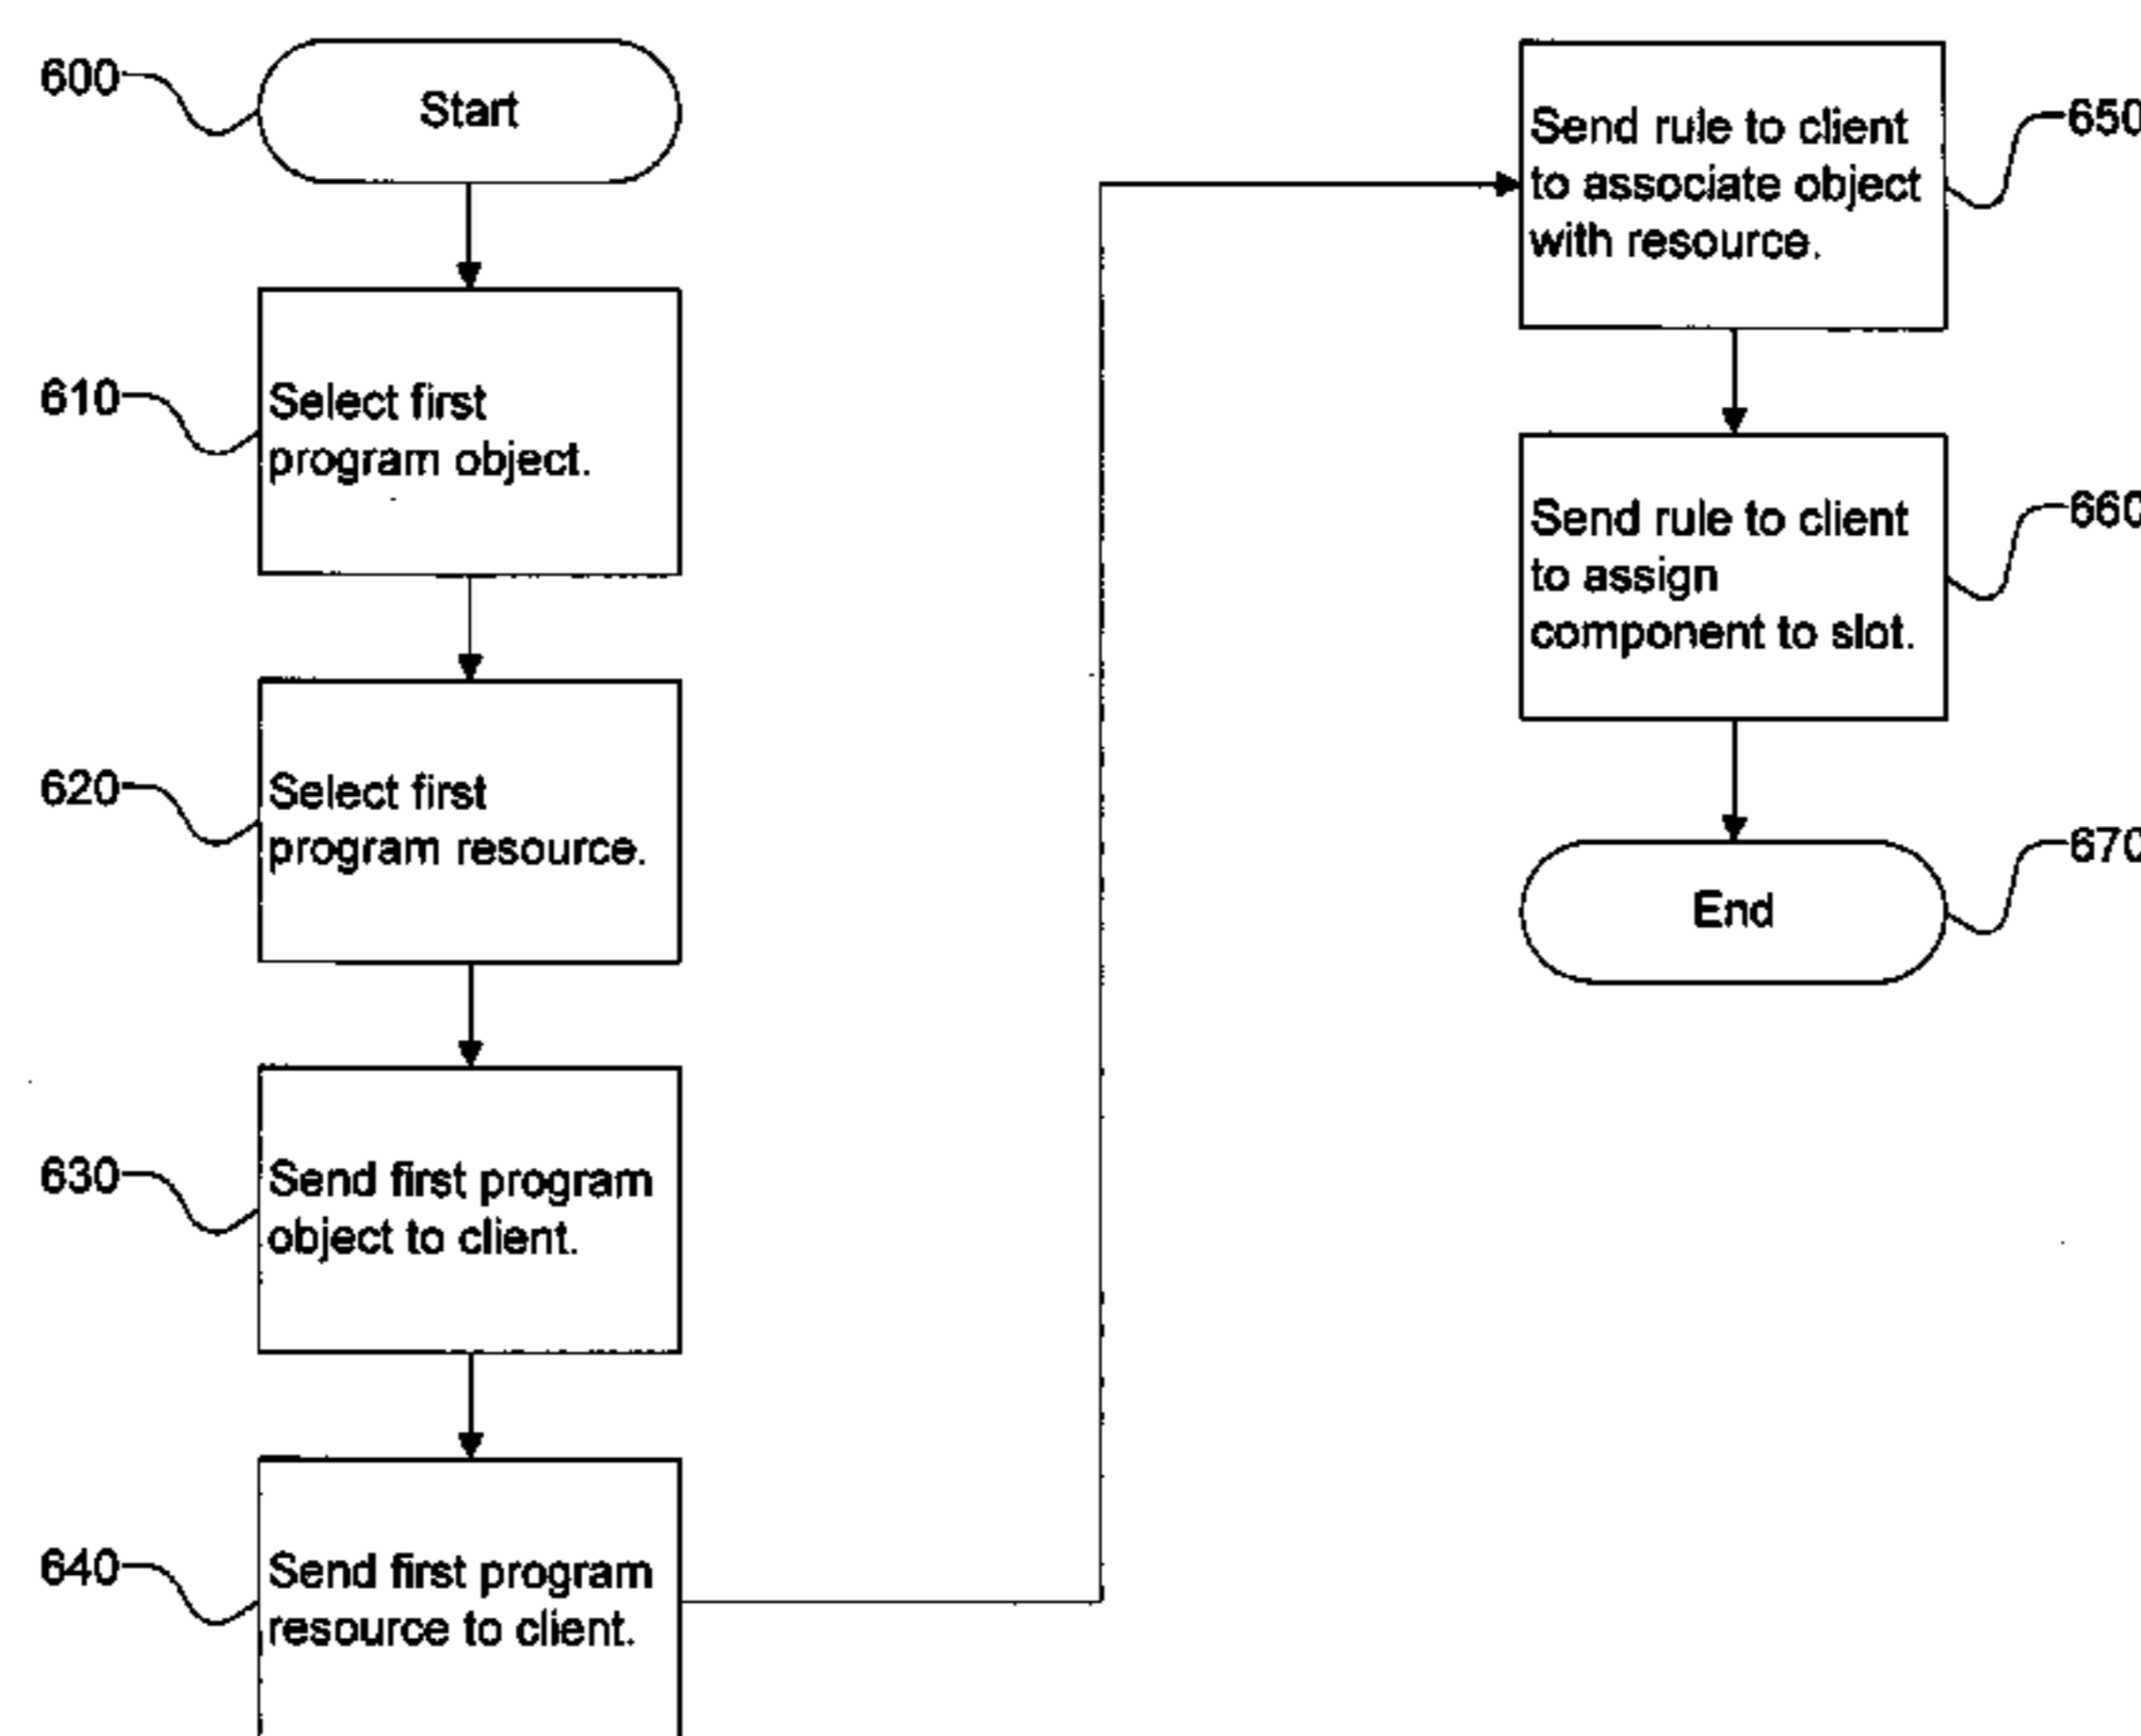 600
Start
610
Select first
program object.
620
Select first
program resource.
630
Send first program
object to client.
640
Send first program
resource to client.
Send rule to client
to associate object
with resource.
650
Send rule to client
to assign
component to slot.
660
End
670